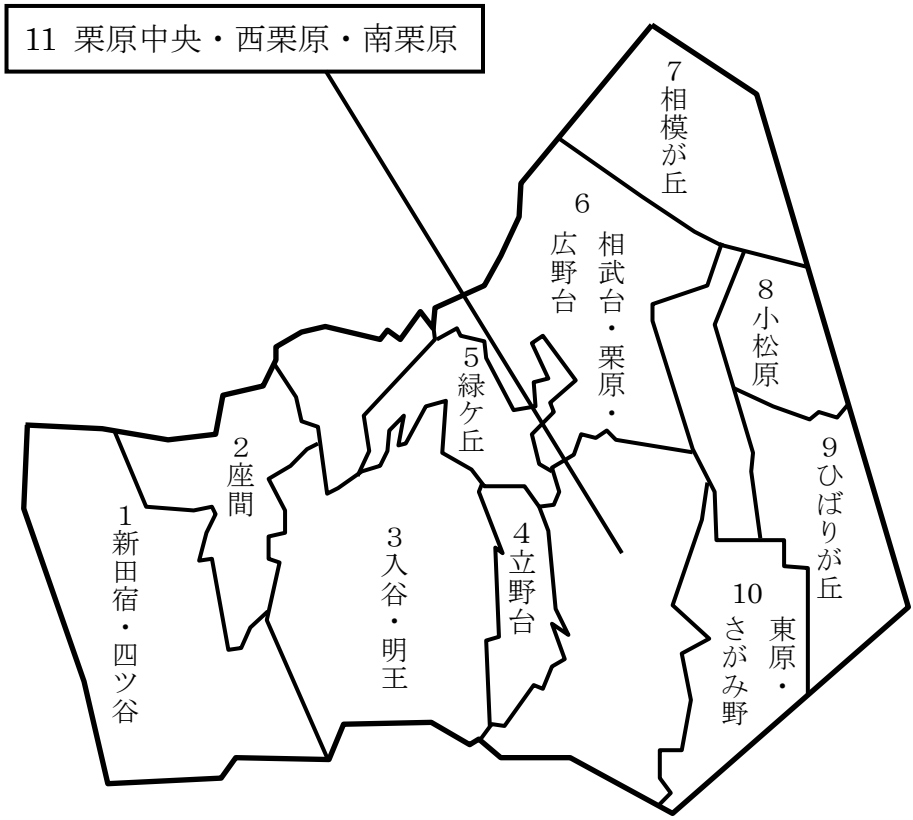 11 栗原中央・西栗原・南栗原
7相模が丘
6
相武台・栗原・
広野台
8小松原
5緑ケ丘
9ひばりが丘
2座間
1新田宿・四ツ谷
3入谷・明王
4立野台
10
東原・
さがみ野